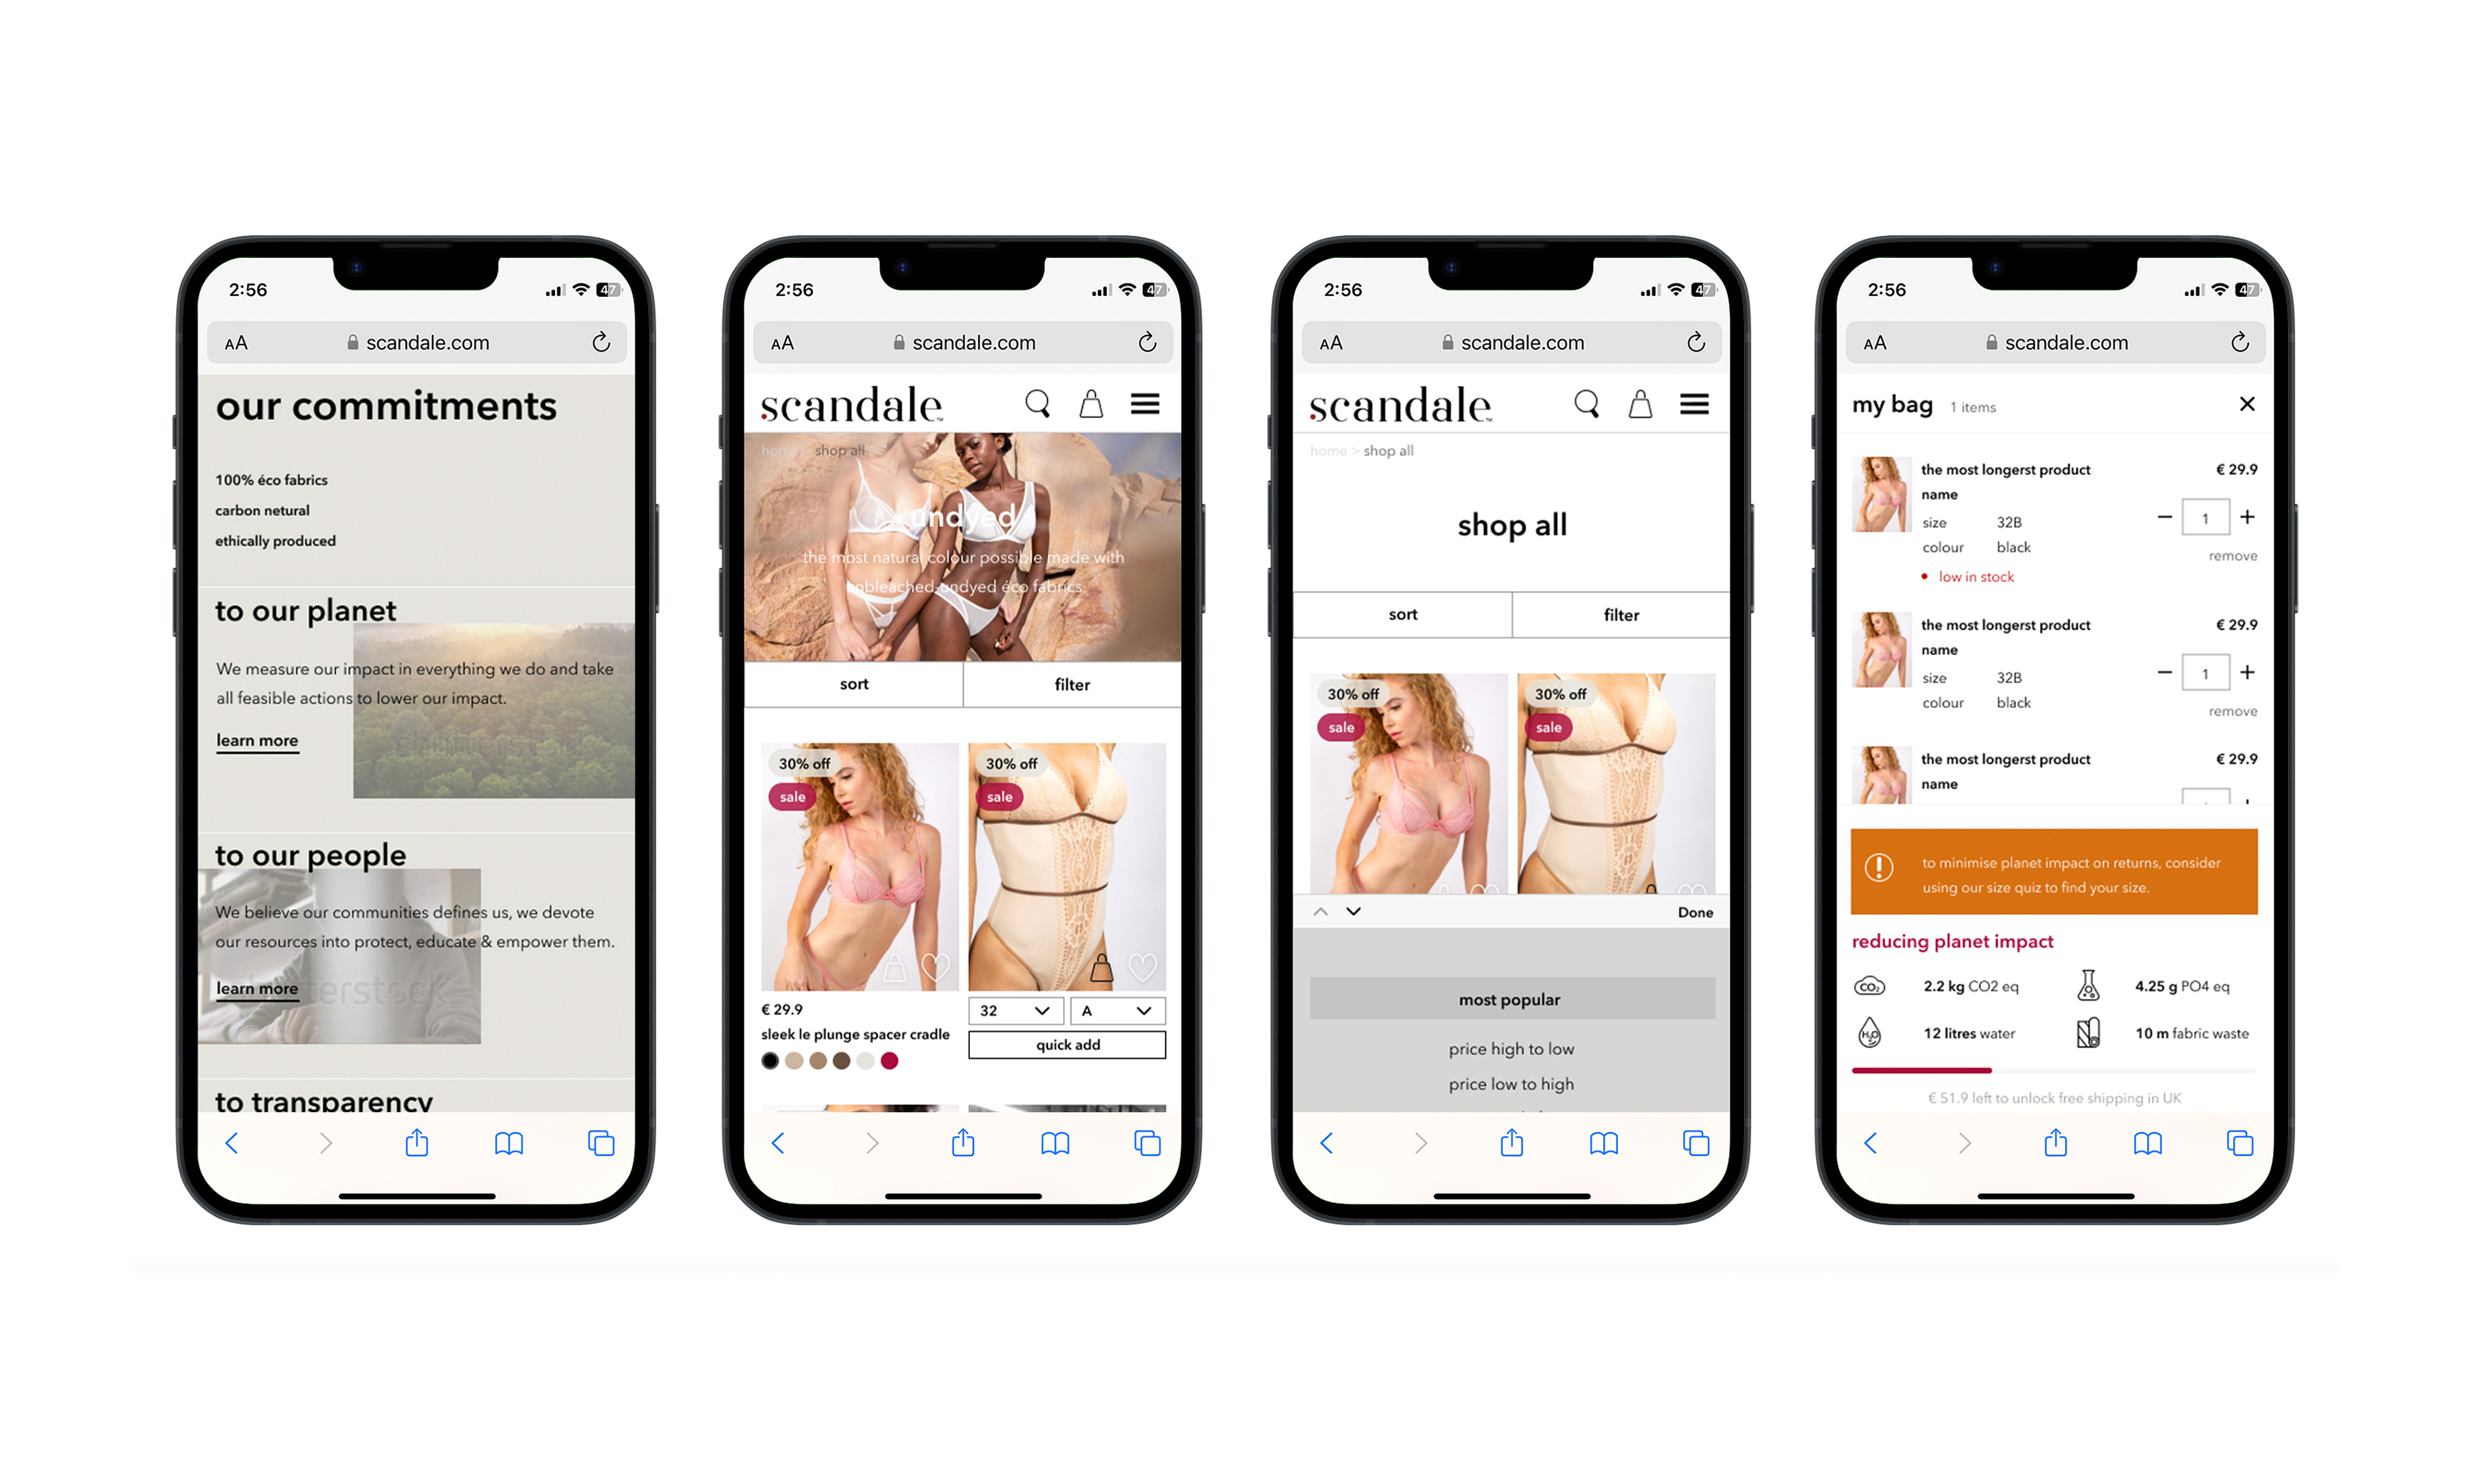 2:56
47
AA
scandale.com
our commitments
100% éco fabrics
carbon netural
ethically produced
to our planet
We measure our impact in everything we do and take
all feasible actions to lower our impact.
learn more
to our people
We believe our communities defines us, we devote
our resources into protect, educate & empower them.
learn more
to transparency
2:56
47
AA
scandale.com
scandale™
home > shop all
undyed
the most natural colour possible made with
unbleached undyed éco fabrics
sort
filter
30% off
sale
30% off
sale
€ 29.9
sleek le plunge spacer cradle
32
A
quick add
2:56
47
AA
scandale.com
scandale™
home > shop all
shop all
sort
filter
30% off
sale
30% off
sale
Done
most popular
price high to low
price low to high
2:56
47
AA
scandale.com
my bag 1 items
the most longerst product
name
€ 29.9
size 32B
colour black
1
remove
low in stock
the most longerst product
name
€ 29.9
size 32B
colour black
1
remove
the most longerst product
name
€ 29.9
to minimise planet impact on returns, consider
using our size quiz to find your size.
reducing planet impact
CO₂
2.2 kg CO2 eq
4.25 g PO4 eq
H₂O
12 litres water
10 m fabric waste
€ 51.9 left to unlock free shipping in UK